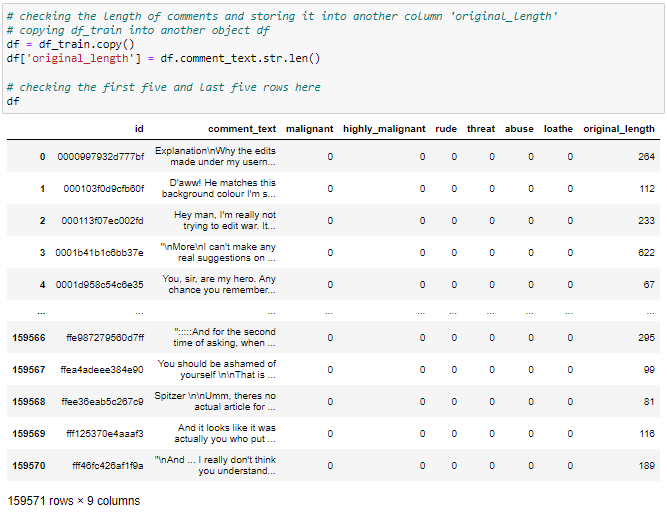 # checking the length of comments and storing it into another column 'original_length'
# copying df_train into another object df
df = df_train.copy()
df['original_length'] = df.comment_text.str.len()
# checking the first five and last five rows here
df
id comment_text malignant highly_malignant rude threat abuse loathe original_length
0 0000997932d777bf Explanation\nWhy the edits made under my usern... 0 0 0 0 0 0 264
1 000103f0d9cfb60f D'aww! He matches this background colour I'm s... 0 0 0 0 0 0 112
2 000113f07ec002fd Hey man, I'm really not trying to edit war. It... 0 0 0 0 0 0 233
3 0001b41b1c6bb37e "\nMore\nI can't make any real suggestions on ... 0 0 0 0 0 0 622
4 0001d958c54c6e35 You, sir, are my hero. Any chance you remember... 0 0 0 0 0 0 67
... ... ... ... ... ... ... ... ... ...
159566 ffe987279560d7ff ":::::And for the second time of asking, when ... 0 0 0 0 0 0 295
159567 ffea4adeee384e90 You should be ashamed of yourself \n\nThat is ... 0 0 0 0 0 0 99
159568 ffee36eab5c267c9 Spitzer \n\nUmm, theres no actual article for ... 0 0 0 0 0 0 81
159569 fff125370e4aaaf3 And it looks like it was actually you who put ... 0 0 0 0 0 0 116
159570 fff46fc426af1f9a "\nAnd ... I really don't think you understand... 0 0 0 0 0 0 189
159571 rows × 9 columns